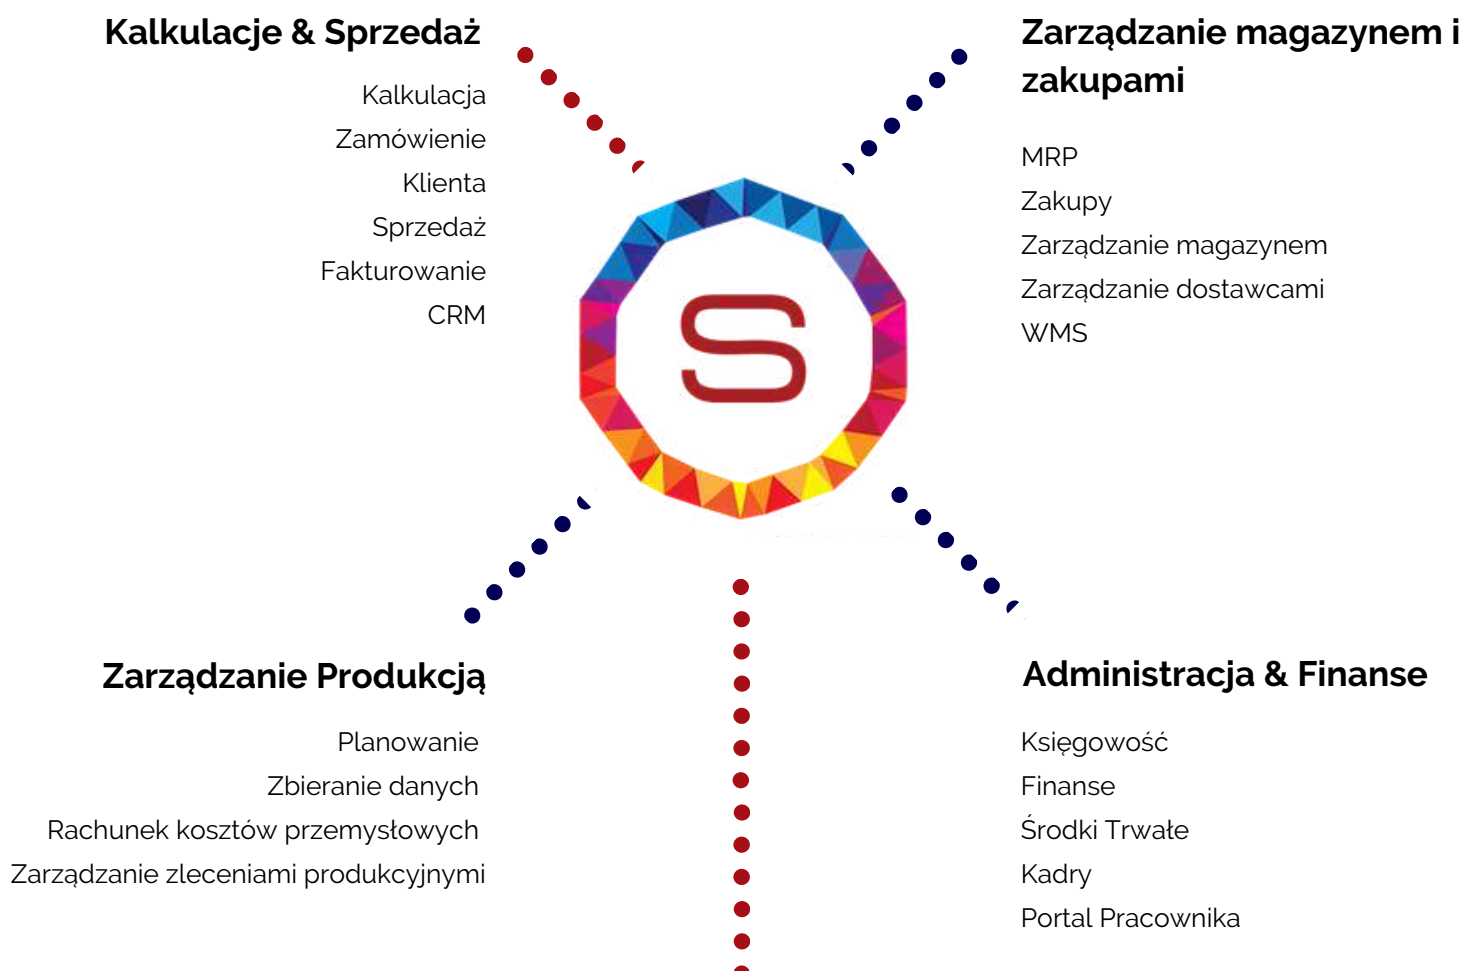 Kalkulacje & Sprzedaż
Kalkulacja
Zamówienie
Klienta
Sprzedaż
Fakturowanie
CRM
Zarządzanie magazynem i
zakupami
MRP
Zakupy
Zarządzanie magazynem
Zarządzanie dostawcami
WMS
S
Zarządzanie Produkcją
Planowanie
Zbieranie danych
Rachunek kosztów przemysłowych
Zarządzanie zleceniami produkcyjnymi
Administracja & Finanse
Księgowość
Finanse
Środki Trwałe
Kadry
Portal Pracownika